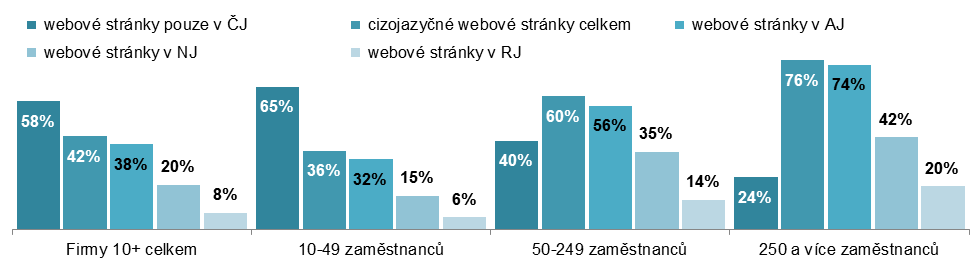 webové stránky pouze v ČJ
cizojazyčné webové stránky celkem
webové stránky v AJ
webové stránky v NJ
webové stránky v RJ
58%
42%
38%
20%
8%
65%
36%
32%
15%
6%
40%
60%
56%
35%
14%
24%
76%
74%
42%
20%
Firmy 10+ celkem
10-49 zaměstnanců
50-249 zaměstnanců
250 a více zaměstnanců